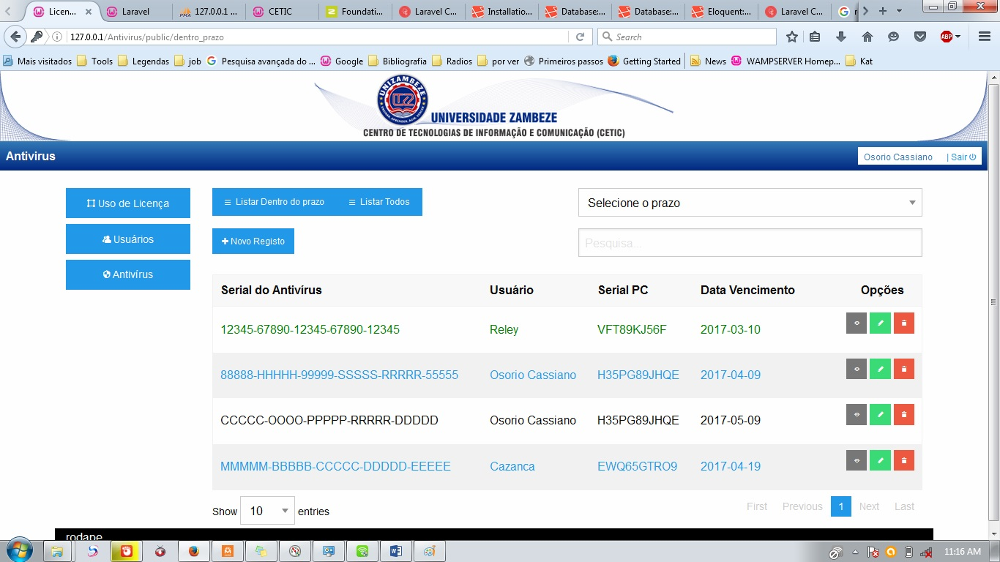 Licen...
Laravel
127.0.0.1 ...
CETIC
Foundati...
Laravel C...
Installatio...
Database:...
Database:...
Eloquent:...
Laravel C...
127.0.0.1/Antivirus/public/dentro_prazo
Search
ABP
Mais visitados
Tools
Legendas
job
Pesquisa avançada do ...
Google
Bibliografia
Radios
por ver
Primeiros passos
Getting Started
News
WAMPSERVER Homep...
Kat
UNIZAMBEZE
UZ
UNIVERSIDADE ZAMBEZE
CENTRO DE TECNOLOGIAS DE INFORMAÇÃO E COMUNICAÇÃO (CETIC)
Antivirus
Osorio Cassiano | Sair
Uso de Licença
Usuários
Antivírus
Listar Dentro do prazo
Listar Todos
Novo Registo
Selecione o prazo
Pesquisa...
Serial do Antivírus Usuário Serial PC Data Vencimento Opções
12345-67890-12345-67890-12345 Reley VFT89KJ56F 2017-03-10
88888-HHHHH-99999-SSSSS-RRRRR-55555 Osorio Cassiano H35PG89JHQE 2017-04-09
CCCCC-OOOO-PPPPP-RRRRR-DDDDD Osorio Cassiano H35PG89JHQE 2017-05-09
MMMMM-BBBBB-CCCCC-DDDDD-EEEEE Cazanca EWQ65GTRO9 2017-04-19
Show 10 entries
First Previous 1 Next Last
rodape
11:16 AM